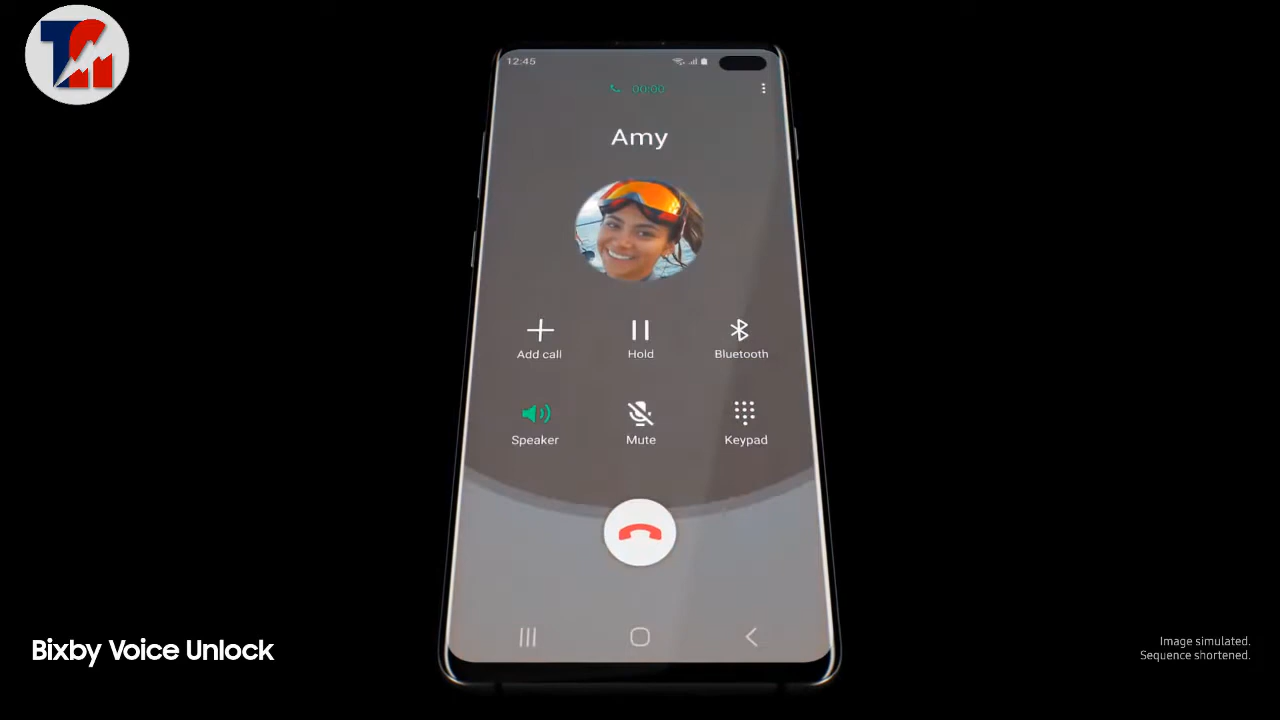 12:45
00:00
Amy
Add call
Hold
Bluetooth
Speaker
Mute
Keypad
Bixby Voice Unlock
Image simulated.
Sequence shortened.